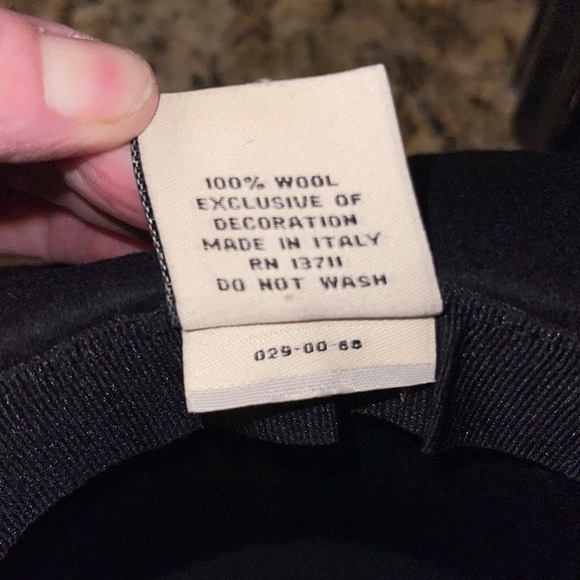 100% WOOL
EXCLUSIVE OF
DECORATION
MADE IN ITALY
RN 13711
DO NOT WASH
029-00-68